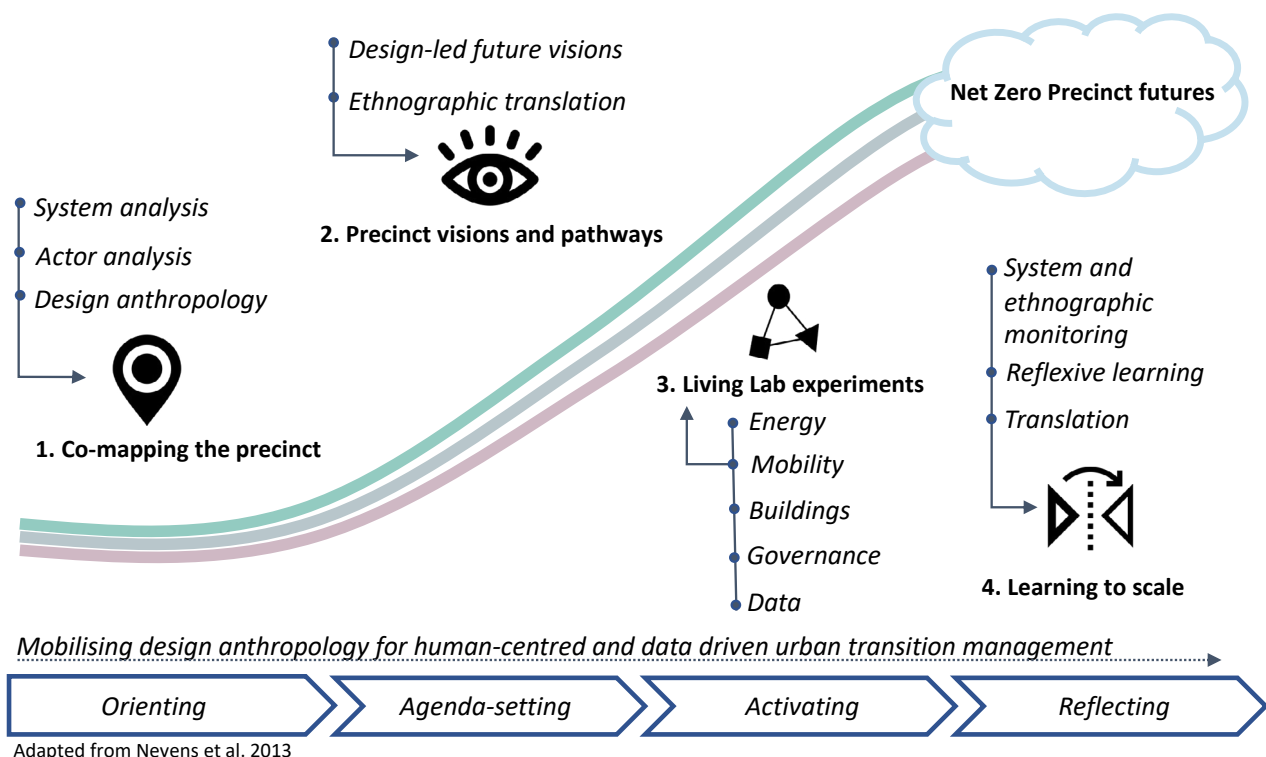 Design-led future visions
Ethnographic translation
2. Precinct visions and pathways
Net Zero Precinct futures
System analysis
Actor analysis
Design anthropology
1. Co-mapping the precinct
3. Living Lab experiments
Energy
Mobility
Buildings
Governance
Data
System and
ethnographic
monitoring
Reflexive learning
Translation
4. Learning to scale
Mobilising design anthropology for human-centred and data driven urban transition management
Orienting
Agenda-setting
Activating
Reflecting
Adapted from Nevens et al. 2013